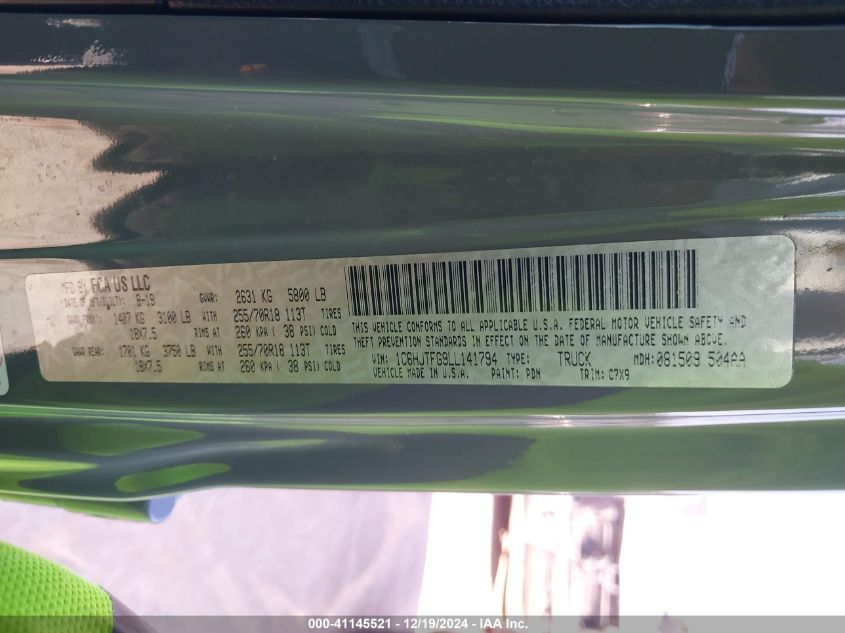 MFD BY FCA US LLC
DATE OF MFD(BILT): 8-19 GVWR: 2631 KG 5800 LB
GAWR FRONT: 1407 KG 3100 LB WITH 255/70R18 113T TIRES
18X7.5 RIMS AT 260 KPA ( 38 PSI) COLD
GAWR REAR: 1701 KG 3750 LB WITH 255/70R18 113T TIRES
18X7.5 RIMS AT 260 KPA ( 38 PSI) COLD
THIS VEHICLE CONFORMS TO ALL APPLICABLE U.S.A. FEDERAL MOTOR VEHICLE SAFETY, BUMPER, AND
THEFT PREVENTION STANDARDS IN EFFECT ON THE DATE OF MANUFACTURE SHOWN ABOVE.
VIN: 1C6HJTFG9LL141794 TYPE: TRUCK MDH: 081509 504AA
VEHICLE MADE IN U.S.A. PAINT: PDN TRIM: C7X9
000-41145521 - 12/19/2024 - IAA Inc.